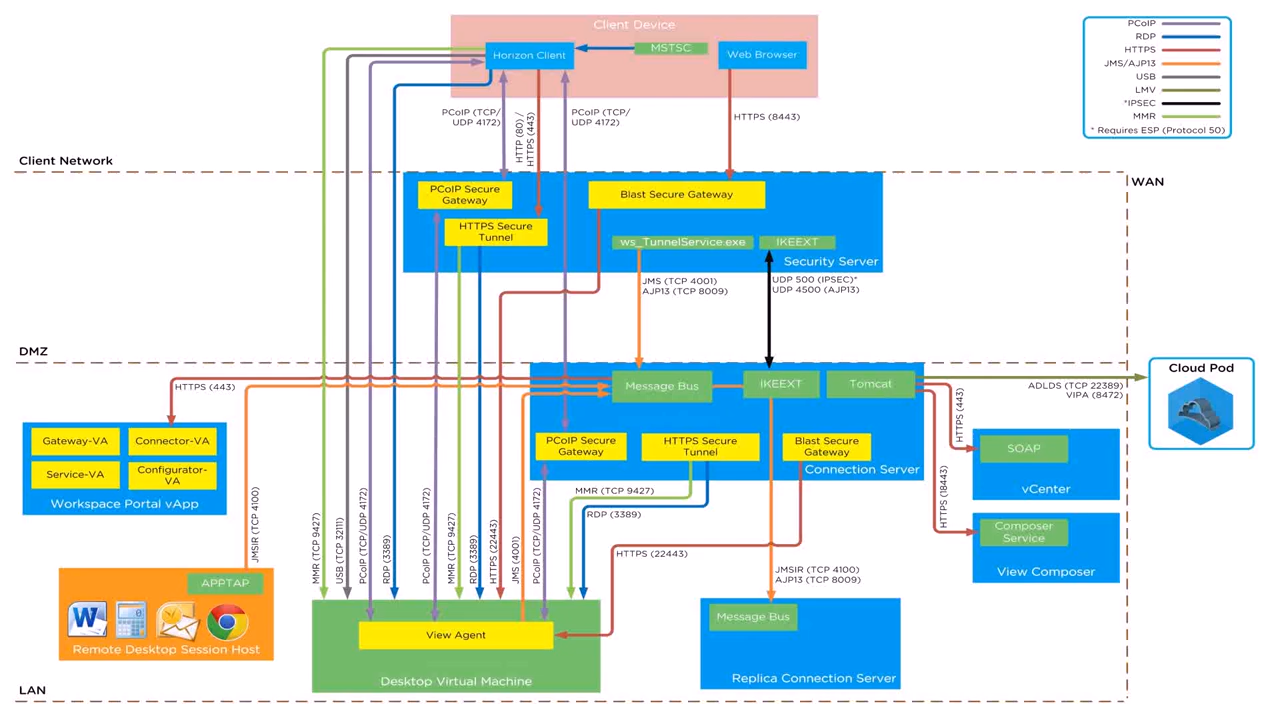 Client Device
Horizon Client
MSTSC
Web Browser
PCoIP
RDP
HTTPS
JMS/AJP13
USB
LMV
*IPSEC
MMR
* Requires ESP (Protocol 50)
PCoIP (TCP/
UDP 4172)
HTTP (80) /
HTTPS (443)
PCoIP (TCP/
UDP 4172)
HTTPS (8443)
Client Network
WAN
PCoIP Secure
Gateway
Blast Secure Gateway
HTTPS Secure
Tunnel
ws_TunnelService.exe
IKEEXT
Security Server
JMS (TCP 4001)
AJP13 (TCP 8009)
UDP 500 (IPSEC)*
UDP 4500 (AJP13)
DMZ
Cloud Pod
HTTPS (443)
Message Bus
IKEEXT
Tomcat
ADLDS (TCP 22389)
VIPA (8472)
HTTPS (443)
Gateway-VA
Connector-VA
Service-VA
Configurator-
VA
Workspace Portal vApp
PCoIP Secure
Gateway
HTTPS Secure
Tunnel
Blast Secure
Gateway
Connection Server
SOAP
vCenter
HTTPS (18443)
Composer
Service
View Composer
JMSIR (TCP 4100)
MMR (TCP 9427)
USB (TCP 32111)
PCoIP (TCP/UDP 4172)
RDP (3389)
PCoIP (TCP/UDP 4172)
MMR (TCP 9427)
RDP (3389)
HTTPS (22443)
JMS (4001)
PCoIP (TCP/UDP 4172)
MMR (TCP 9427)
RDP (3389)
HTTPS (22443)
JMSIR (TCP 4100)
AJP13 (TCP 8009)
APPTAP
W
Remote Desktop Session Host
View Agent
Desktop Virtual Machine
Message Bus
Replica Connection Server
LAN